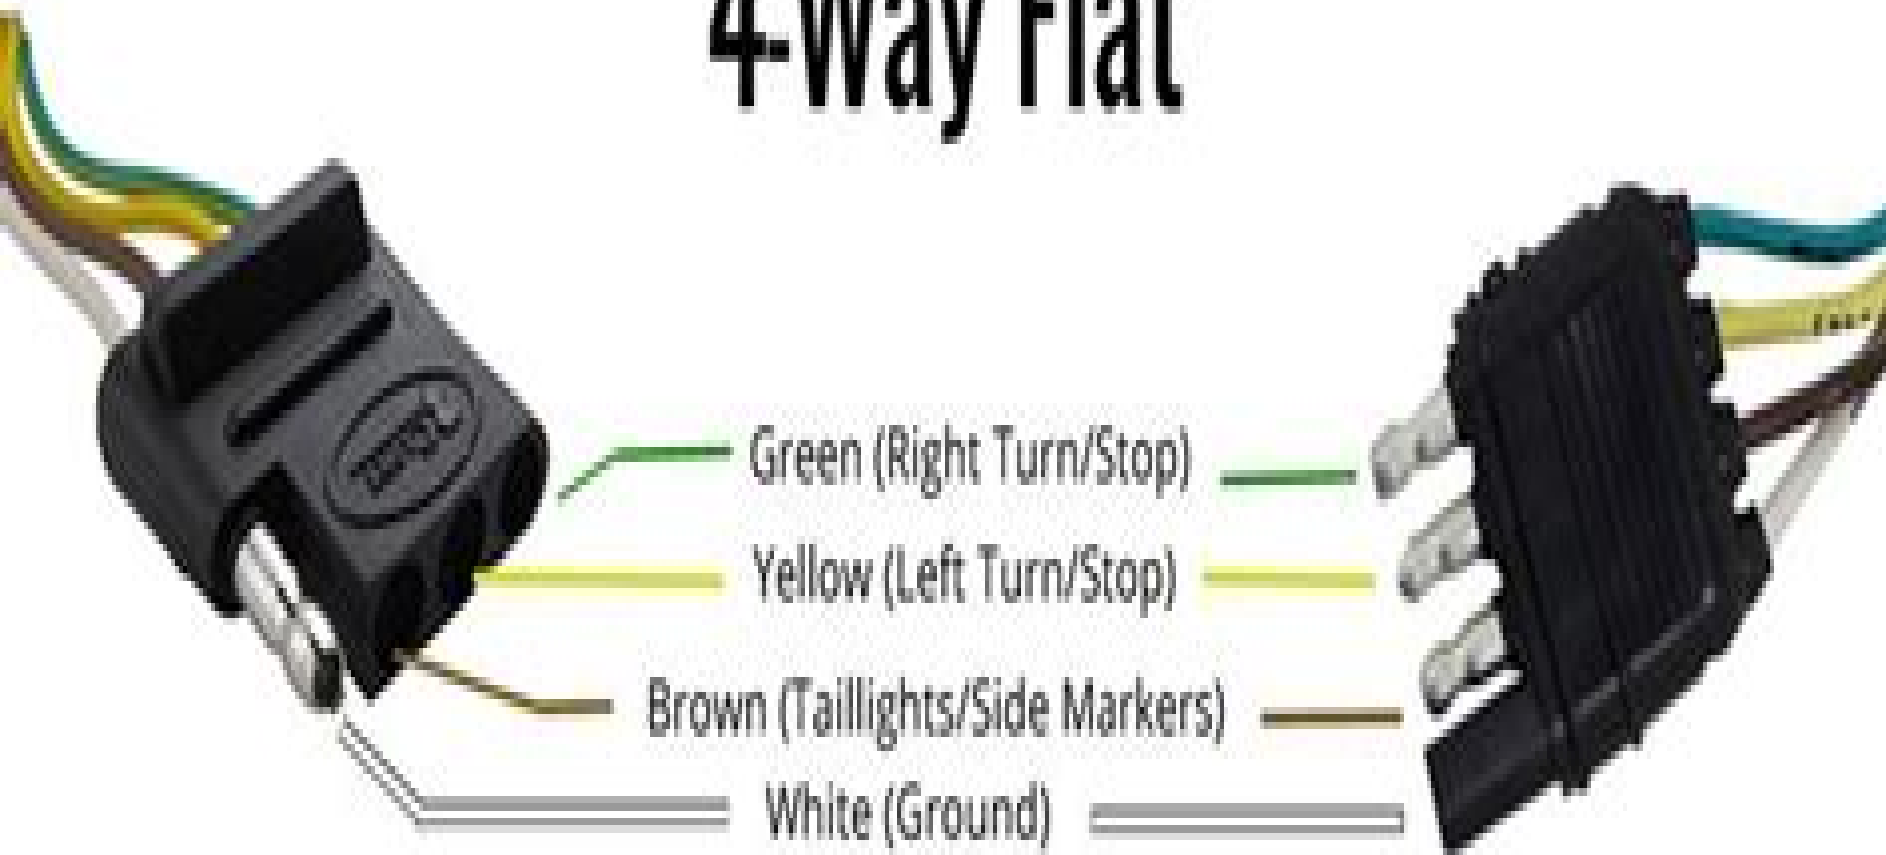 4-Way Flat
Green (Right Turn/Stop)
Yellow (Left Turn/Stop)
Brown (Taillights/Side Markers)
White (Ground)